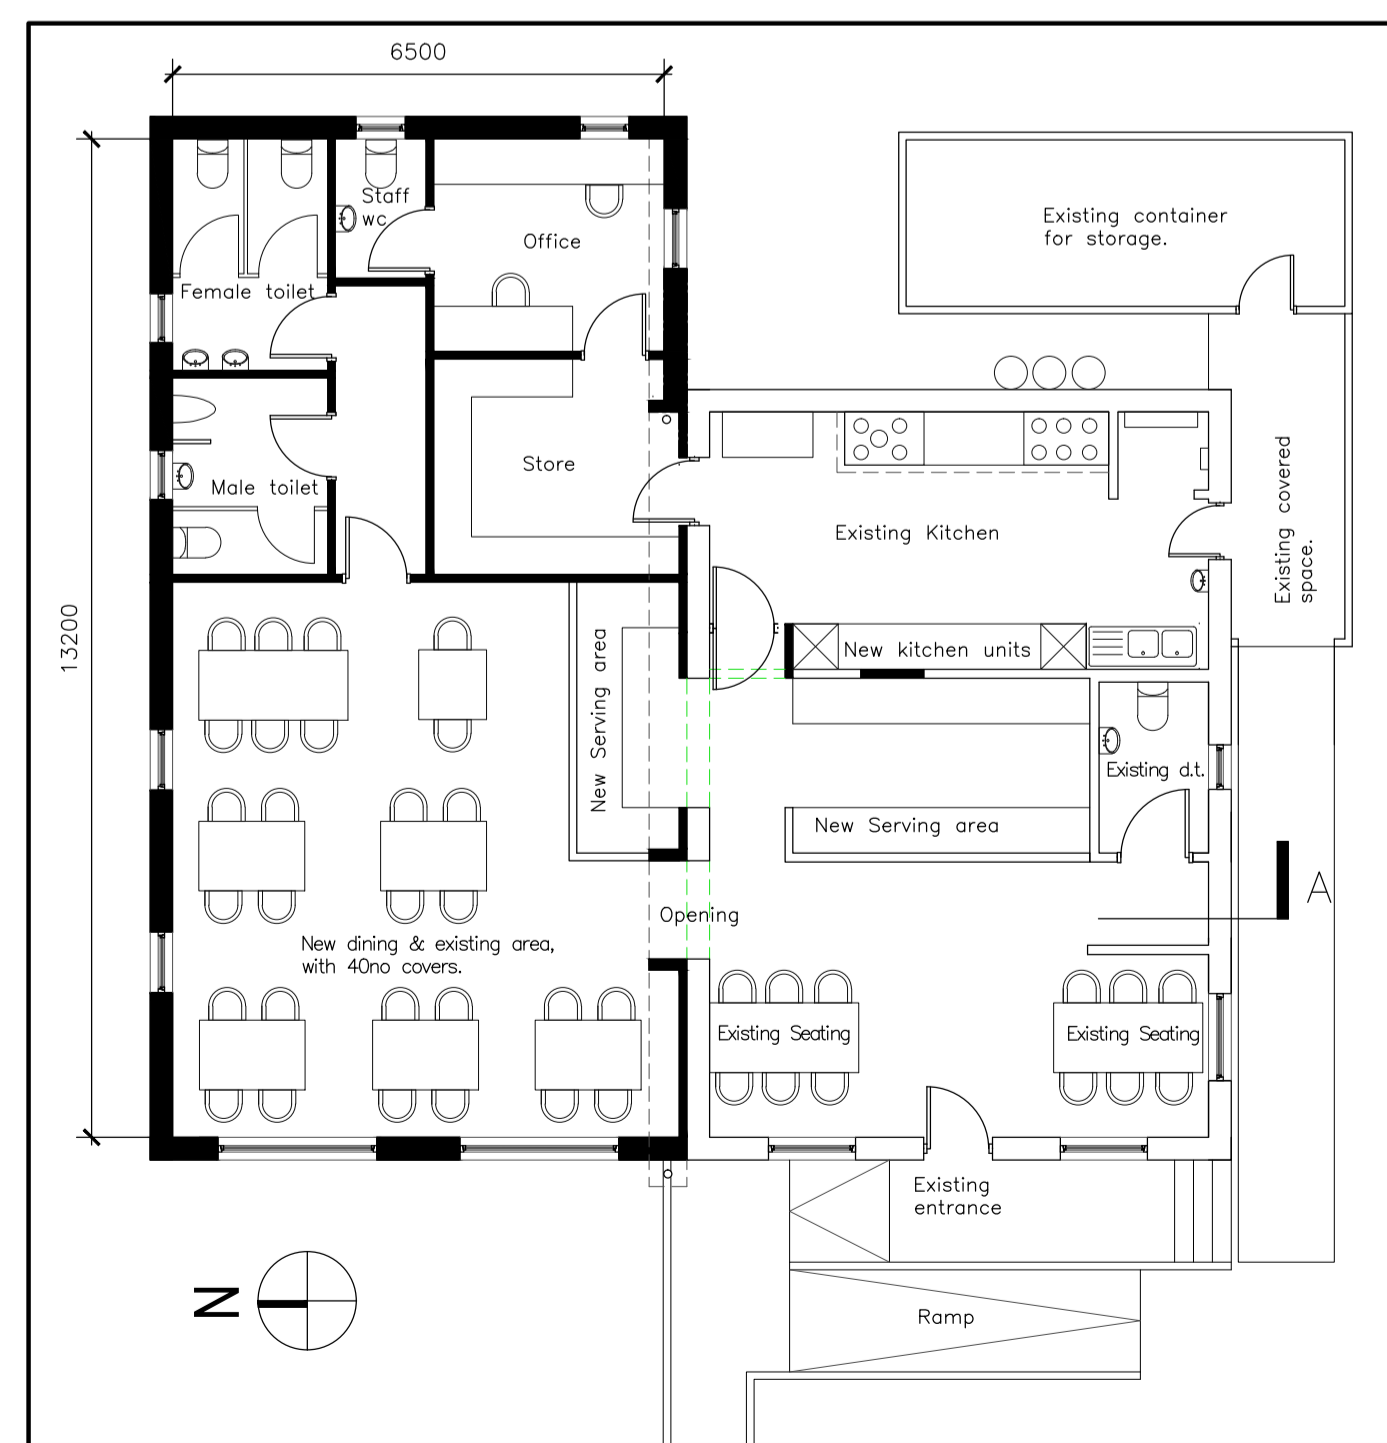 6500
Staff
wc
Office
Existing container
for storage.
Female toilet
Store
Male toilet
Existing Kitchen
Existing covered
space.
13200
New kitchen units
New Serving area
Existing d.t.
New Serving area
A
Opening
New dining & existing area,
with 40no covers.
Existing Seating
Existing Seating
Existing
entrance
N
Ramp